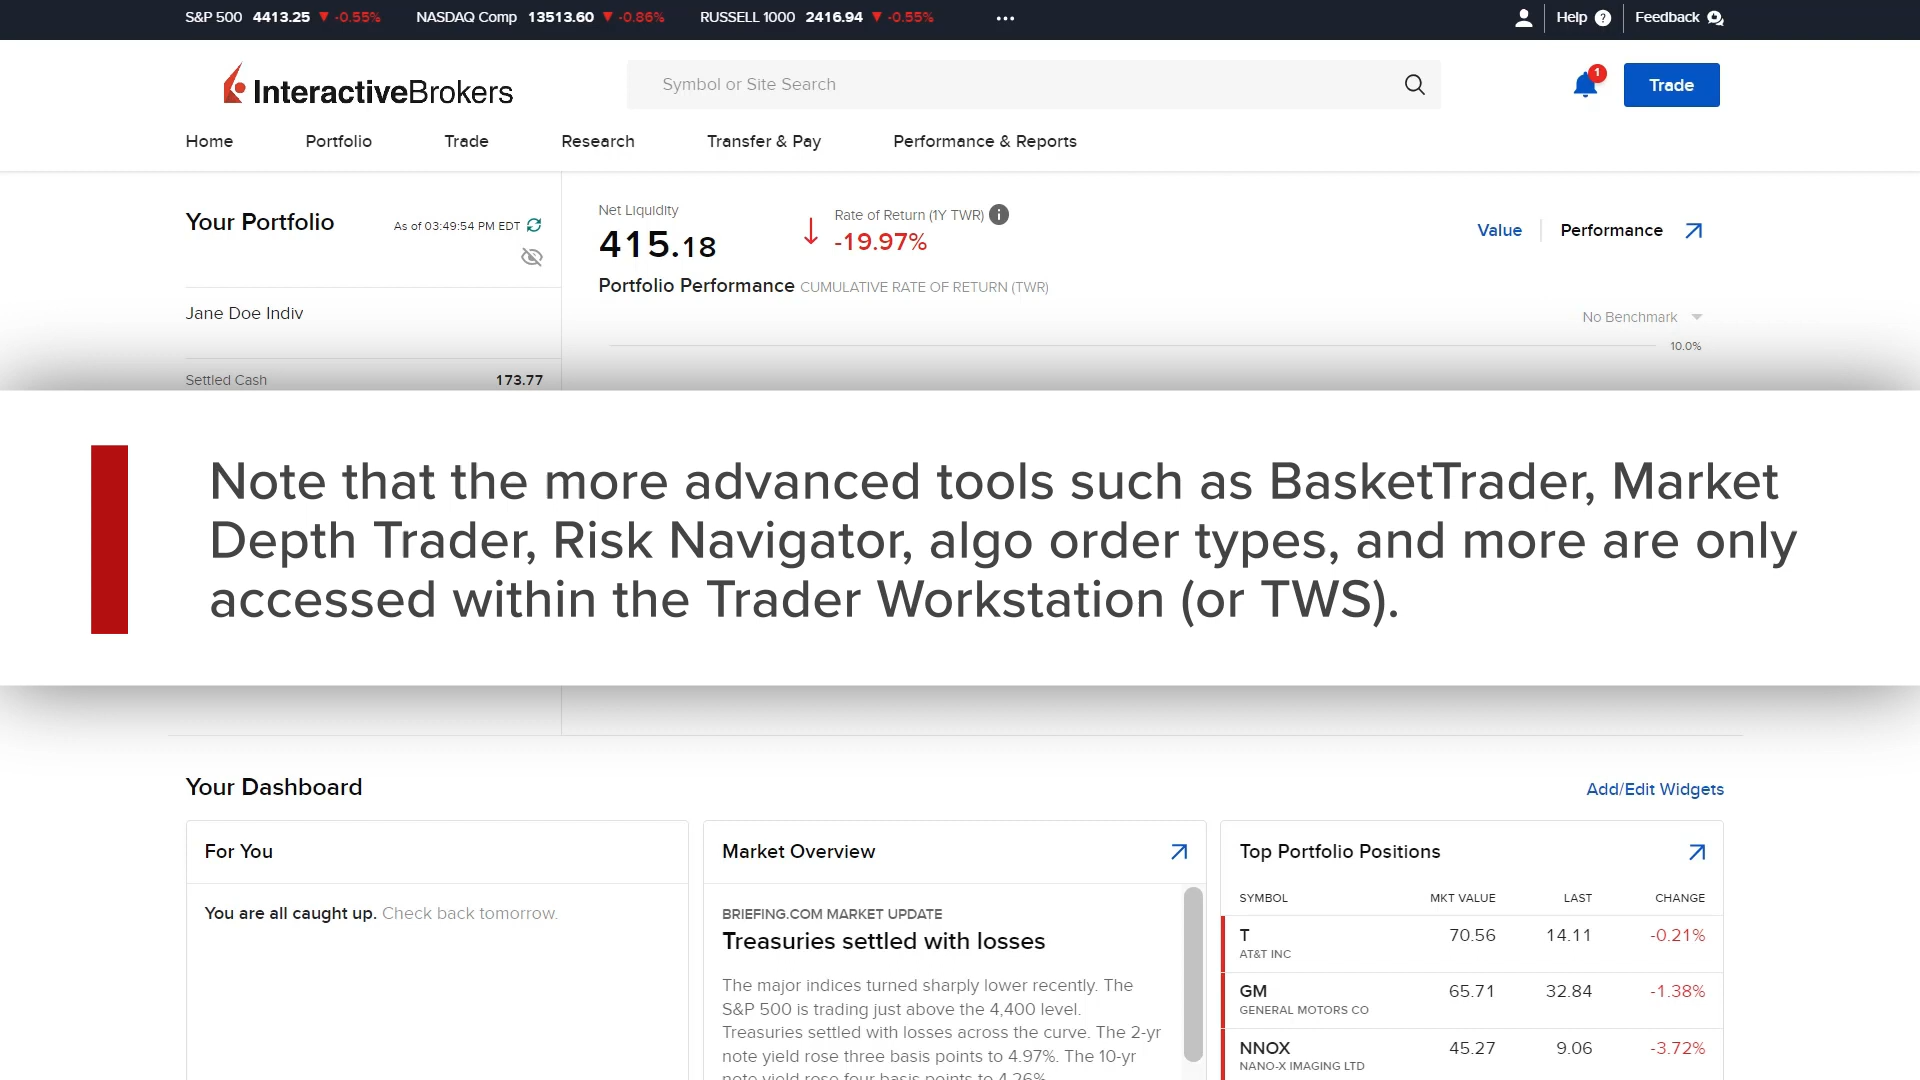 S&P 500 4413.25 ▼ -0.55% NASDAQ Comp 13513.60 ▼ -0.86% RUSSELL 1000 2416.94 ▼ -0.55% ••• Help ? Feedback
InteractiveBrokers
Symbol or Site Search
1
Trade
Home Portfolio Trade Research Transfer & Pay Performance & Reports
Your Portfolio
As of 03:49:54 PM EDT
Jane Doe Indiv
Settled Cash 173.77
Net Liquidity
415.18
Rate of Return (1Y TWR) i
-19.97%
Value Performance
Portfolio Performance CUMULATIVE RATE OF RETURN (TWR)
No Benchmark
10.0%
Note that the more advanced tools such as BasketTrader, Market
Depth Trader, Risk Navigator, algo order types, and more are only
accessed within the Trader Workstation (or TWS).
Your Dashboard
Add/Edit Widgets
For You
You are all caught up. Check back tomorrow.
Market Overview
BRIEFING.COM MARKET UPDATE
Treasuries settled with losses
The major indices turned sharply lower recently. The
S&P 500 is trading just above the 4,400 level.
Treasuries settled with losses across the curve. The 2-yr
note yield rose three basis points to 4.97%. The 10-yr
note yield rose four basis points to 4.26%.
Top Portfolio Positions
SYMBOL MKT VALUE LAST CHANGE
T 70.56 14.11 -0.21%
AT&T INC
GM 65.71 32.84 -1.38%
GENERAL MOTORS CO
NNOX 45.27 9.06 -3.72%
NANO-X IMAGING LTD